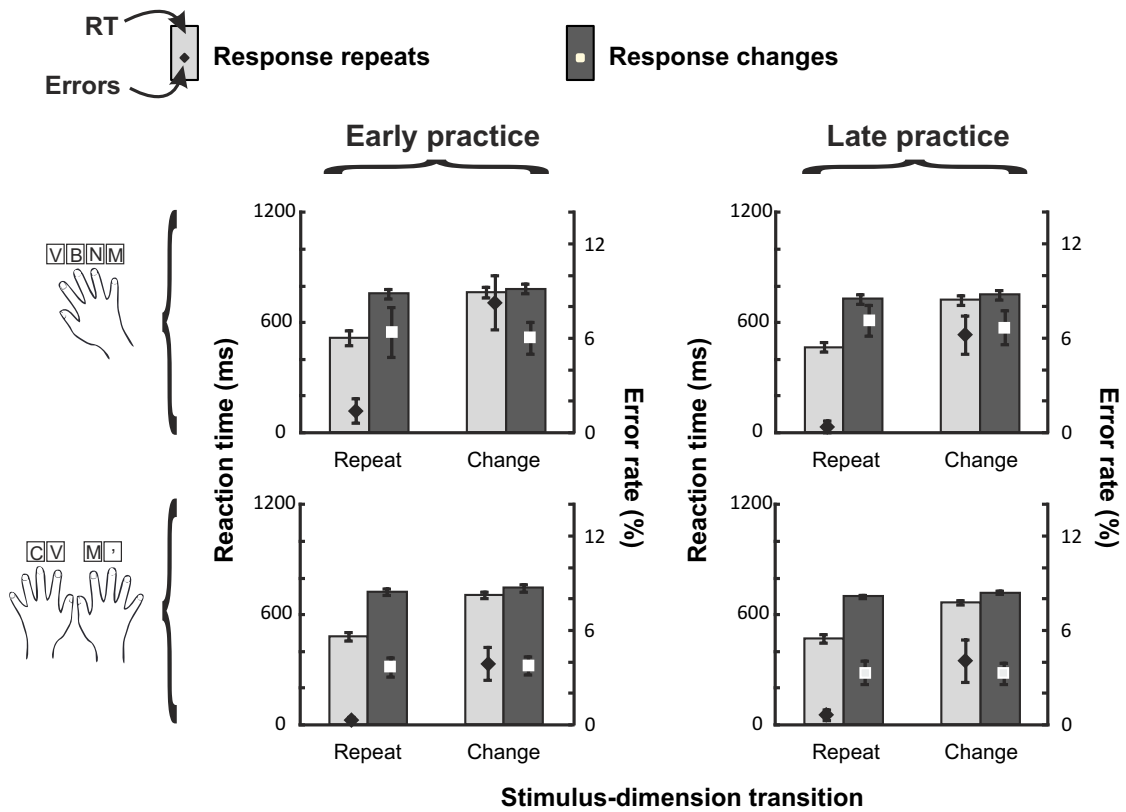 RT
Errors
Response repeats
Response changes
Early practice
Late practice
V B N M
Reaction time (ms)
1200
600
0
12
6
0
Error rate (%)
Repeat
Change
Reaction time (ms)
1200
600
0
12
6
0
Error rate (%)
Repeat
Change
C V M ,
1200
600
0
12
6
0
Repeat
Change
1200
600
0
12
6
0
Repeat
Change
Stimulus-dimension transition